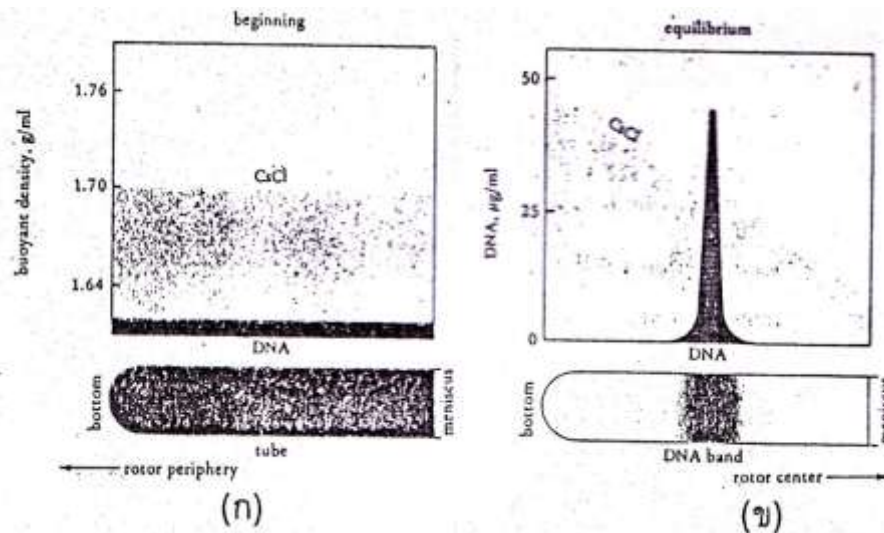 beginning
buoyant density, g/ml
1.76
1.70
1.64
CsCl
DNA
bottom
meniscus
tube
rotor periphery
(ก)
equilibrium
DNA, µg/ml
50
25
0
CsCl
DNA
bottom
meniscus
DNA band
rotor center
(ข)